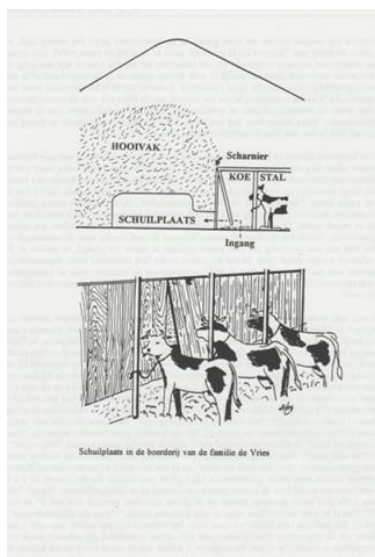 HOOIVAK
Scharnier
KOE STAL
SCHUILPLAATS
Ingang
Schuilplaats in de boerderij van de familie de Vries